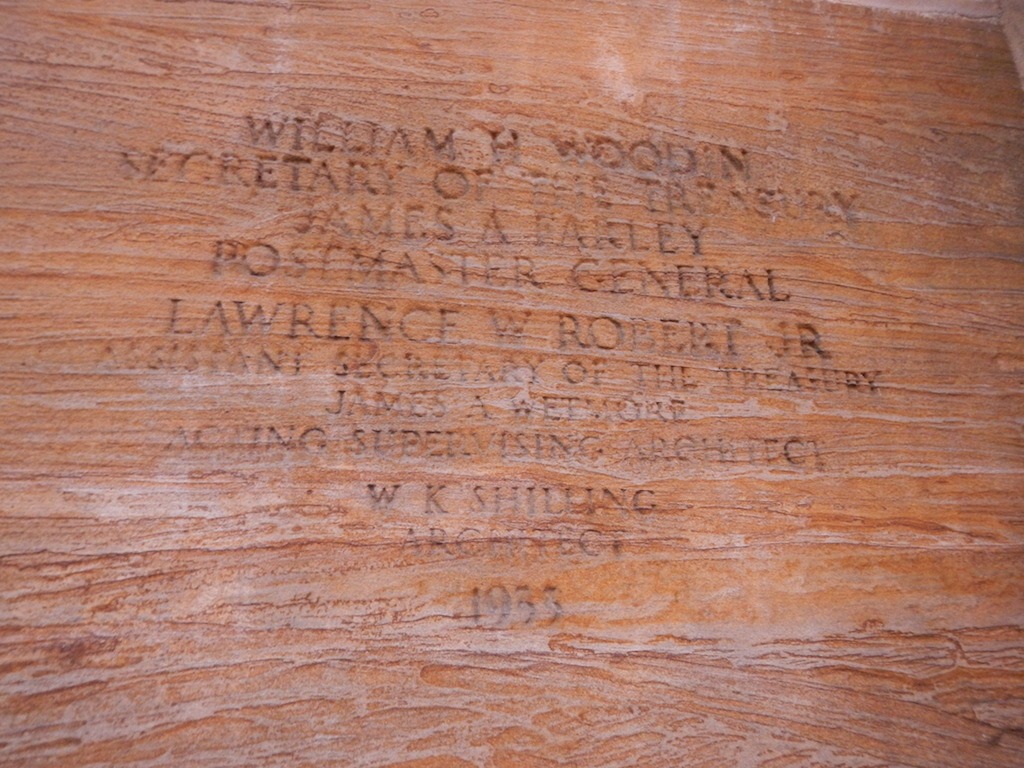 WILLIAM H WOODIN
SECRETARY OF THE TREASURY
JAMES A FARLEY
POSTMASTER GENERAL
LAWRENCE W ROBERT JR
ASSISTANT SECRETARY OF THE TREASURY
JAMES A WETMORE
ACTING SUPERVISING ARCHITECT
W K SHILLING
ARCHITECT
1933